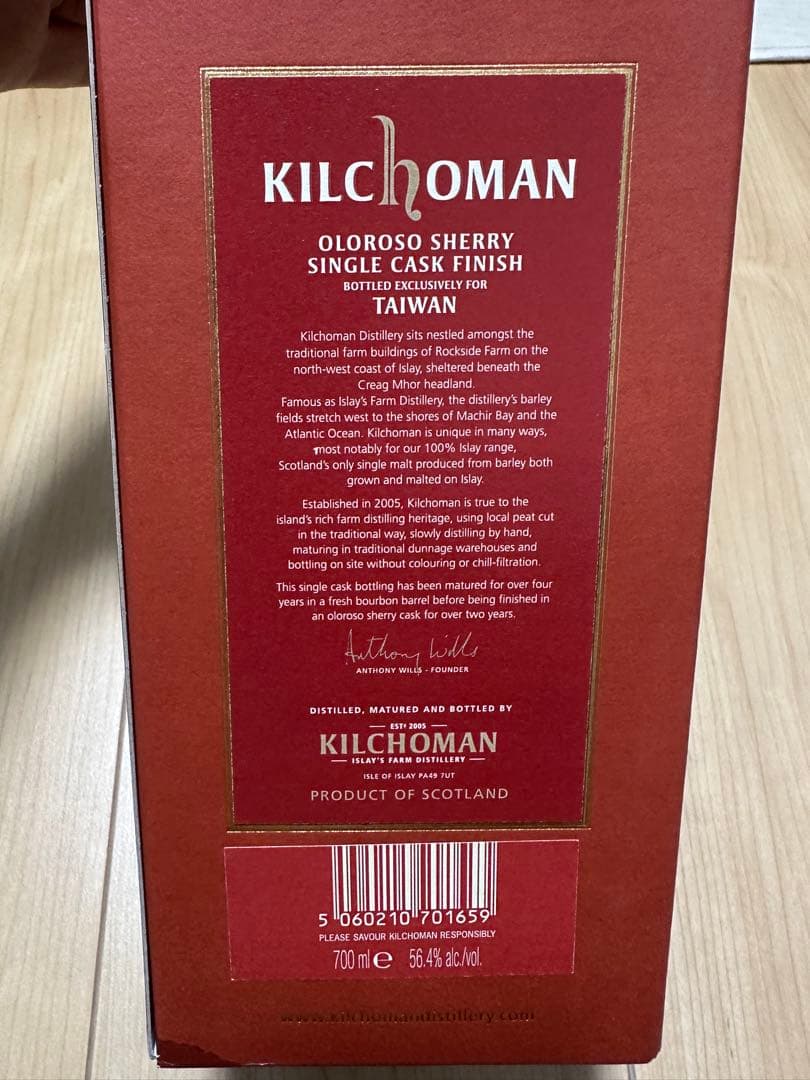 KILCHOMAN
OLOROSO SHERRY
SINGLE CASK FINISH
BOTTLED EXCLUSIVELY FOR
TAIWAN
Kilchoman Distillery sits nestled amongst the
traditional farm buildings of Rockside Farm on the
north-west coast of Islay, sheltered beneath the
Creag Mhor headland.
Famous as Islay's Farm Distillery, the distillery's barley
fields stretch west to the shores of Machir Bay and the
Atlantic Ocean. Kilchoman is unique in many ways,
most notably for our 100% Islay range,
Scotland's only single malt produced from barley both
grown and malted on Islay.
Established in 2005, Kilchoman is true to the
island's rich farm distilling heritage, using local peat cut
in the traditional way, slowly distilling by hand,
maturing in traditional dunnage warehouses and
bottling on site without colouring or chill-filtration.
This single cask bottling has been matured for over four
years in a fresh bourbon barrel before being finished in
an oloroso sherry cask for over two years.
Anthony Wills
ANTHONY WILLS - FOUNDER
DISTILLED, MATURED AND BOTTLED BY
ESTD 2005
KILCHOMAN
ISLAY'S FARM DISTILLERY
ISLE OF ISLAY PA49 7UT
PRODUCT OF SCOTLAND
5 060210 701659
PLEASE SAVOUR KILCHOMAN RESPONSIBLY
700 ml e 56.4% alc./vol.
www.kilchomandistillery.com